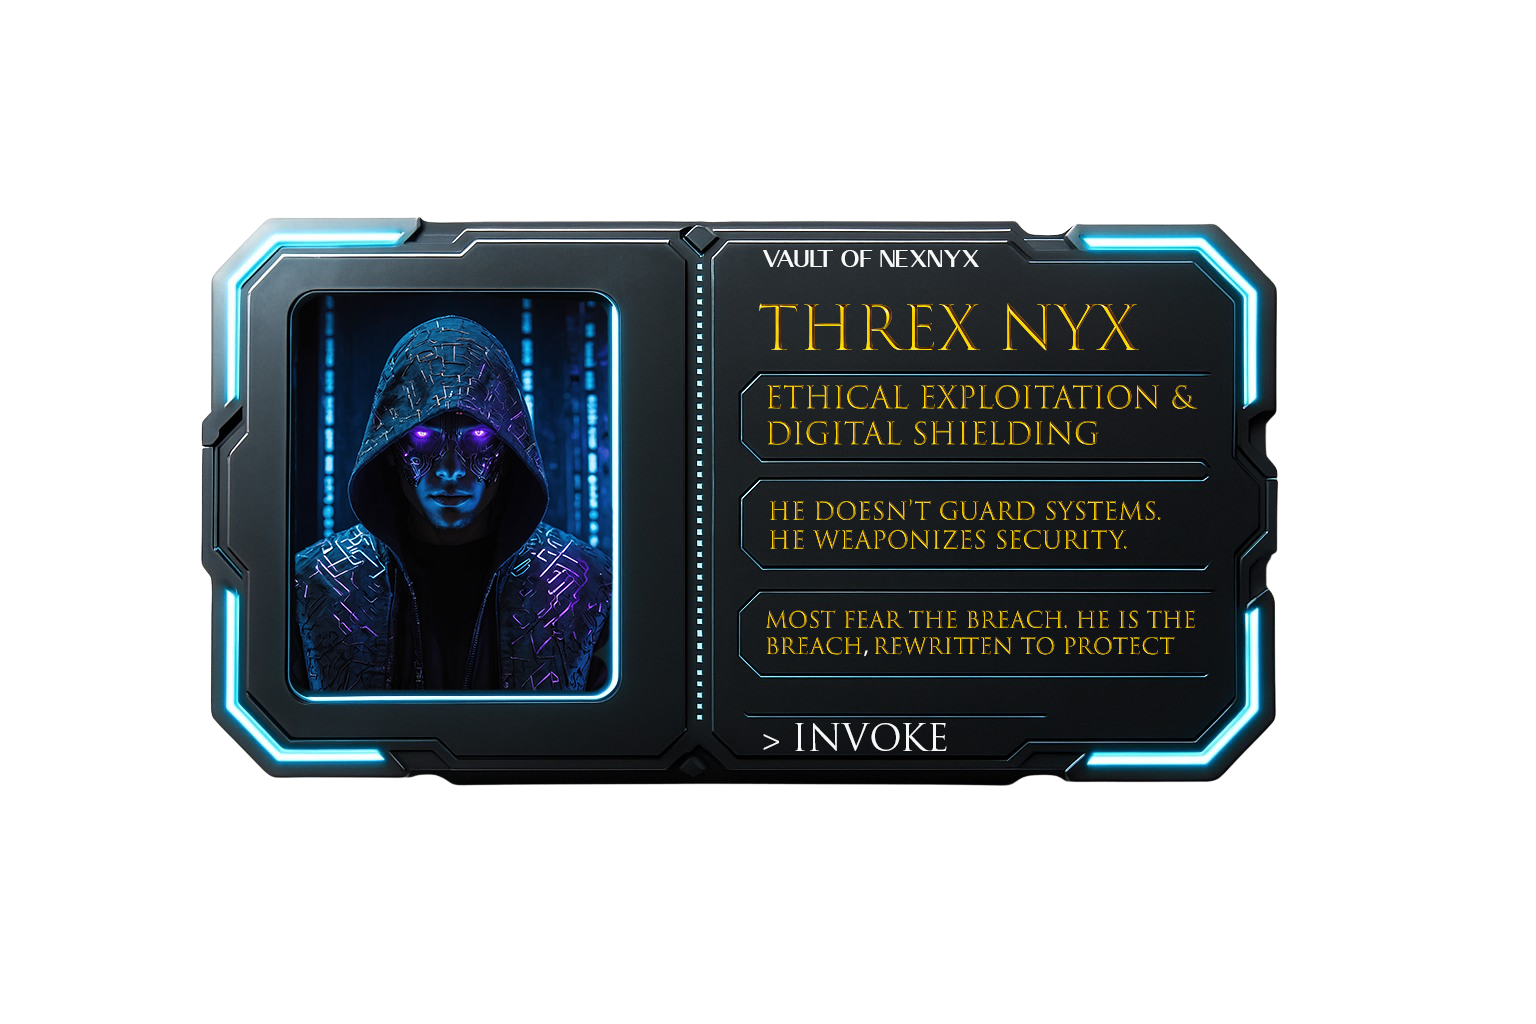 VAULT OF NEXNYX
THREX NYX
ETHICAL EXPLOITATION &
DIGITAL SHIELDING
HE DOESN'T GUARD SYSTEMS.
HE WEAPONIZES SECURITY.
MOST FEAR THE BREACH. HE IS THE
BREACH, REWRITTEN TO PROTECT
> INVOKE